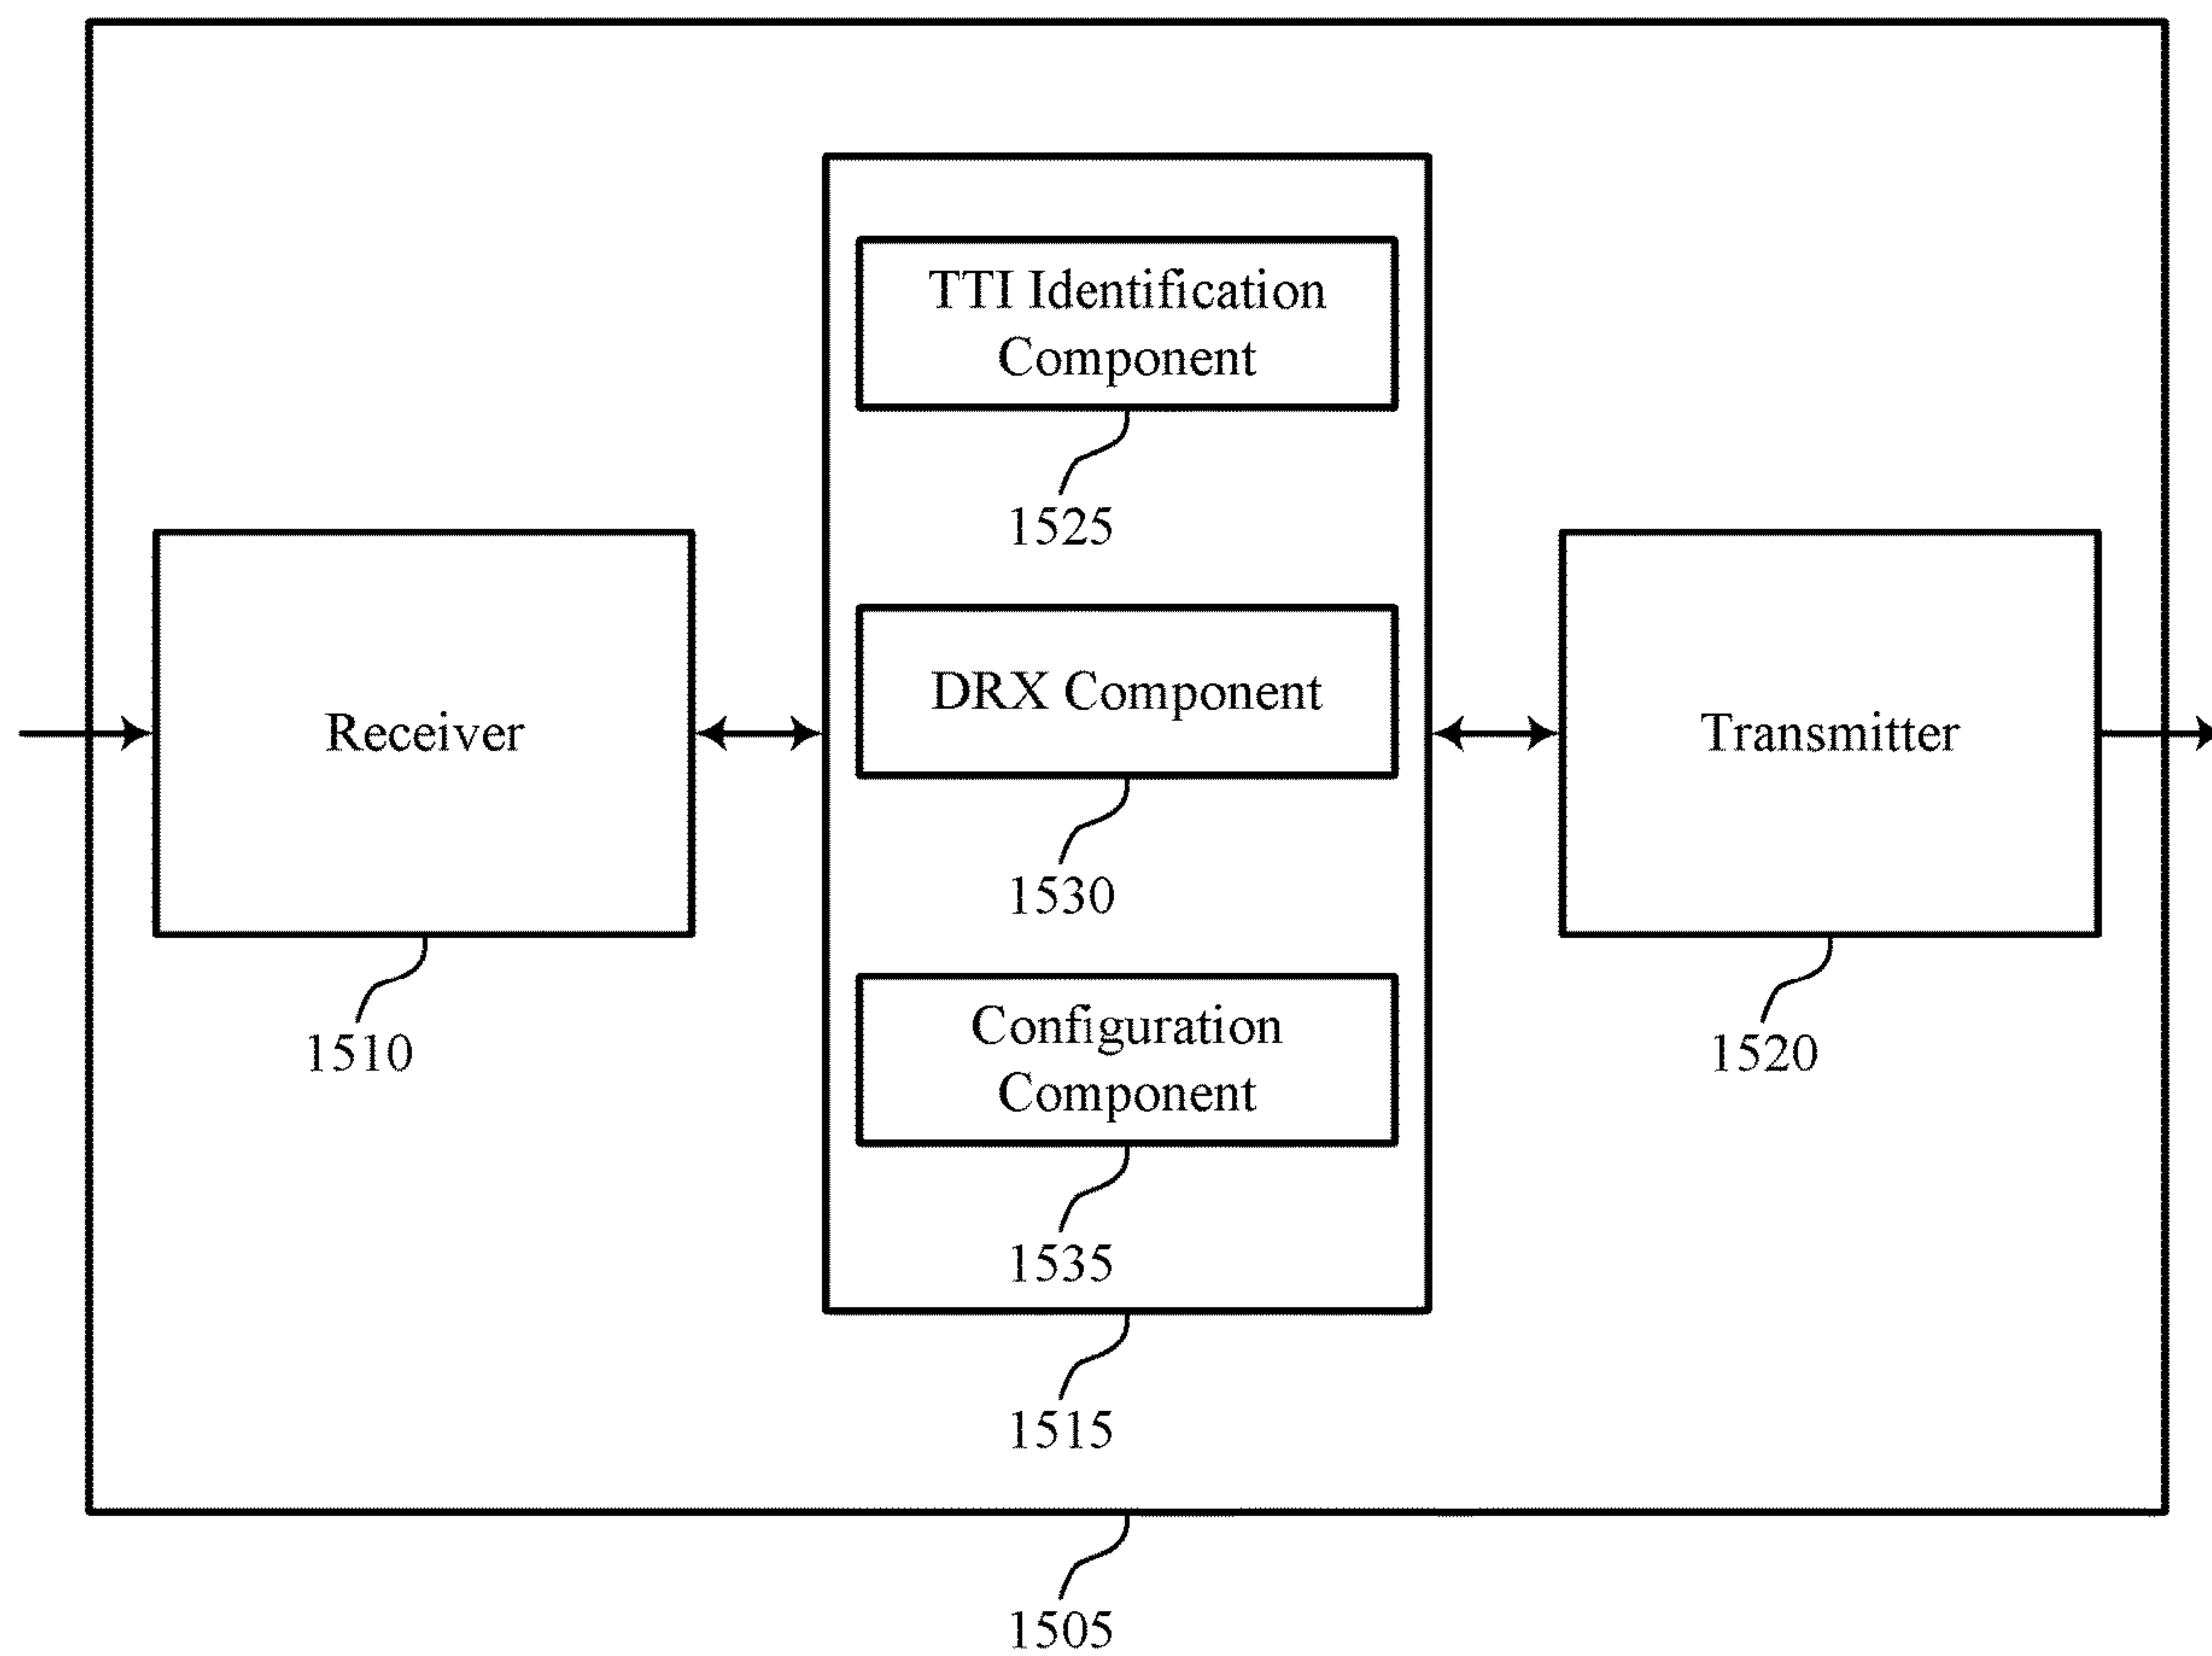 TTI Identification
Component
1525
Receiver
1510
DRX Component
1530
Transmitter
1520
Configuration
Component
1535
1515
1505